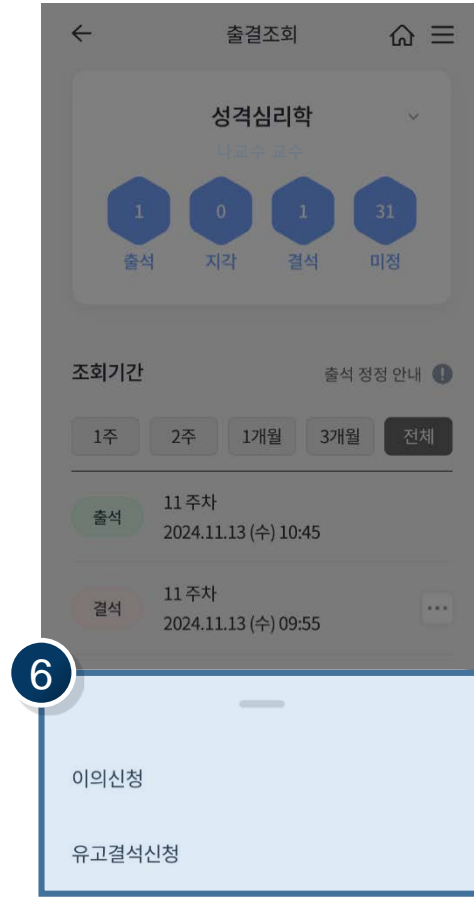 출결조회
성격심리학
나교수 교수
1 0 1 31
출석 지각 결석 미정
조회기간 출석 정정 안내 !
1주 2주 1개월 3개월 전체
출석 11 주차
2024.11.13 (수) 10:45
결석 11 주차
2024.11.13 (수) 09:55
6
이의신청
유고결석신청